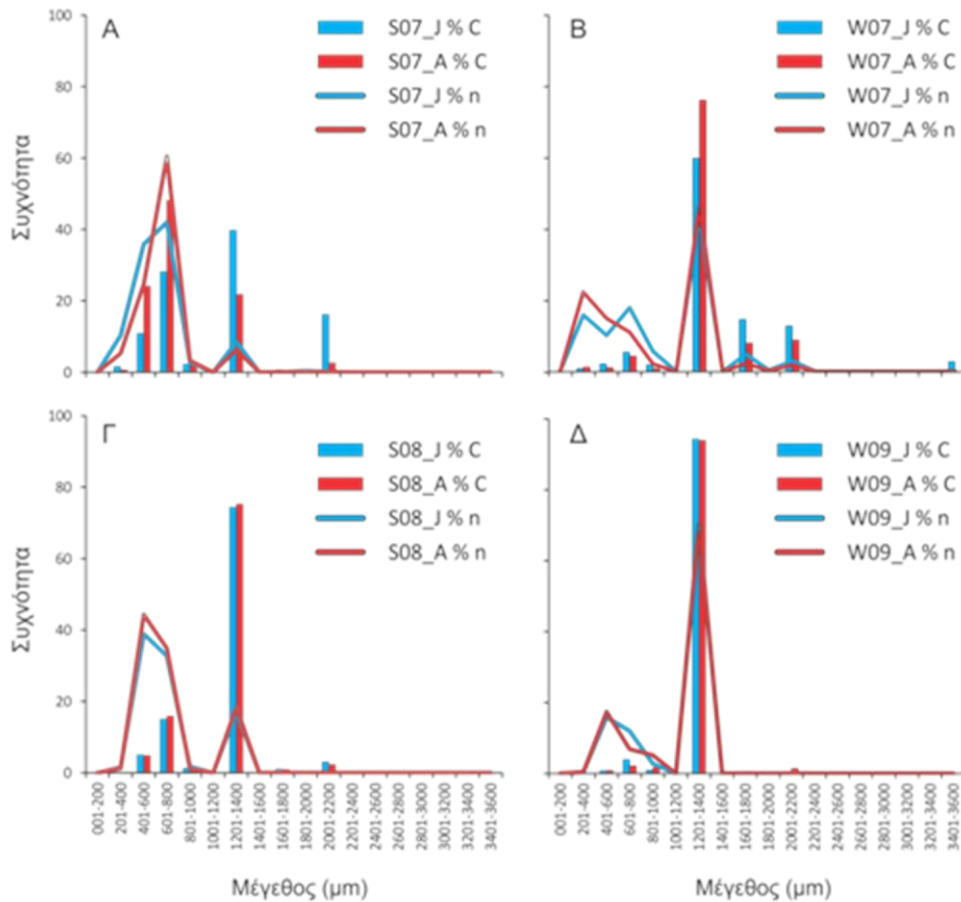 100
80
60
40
20
0
Συχνότητα
A
S07_J % C
S07_A % C
S07_J % n
S07_A % n
B
W07_J % C
W07_A % C
W07_J % n
W07_A % n
100
80
60
40
20
0
Συχνότητα
Γ
S08_J % C
S08_A % C
S08_J % n
S08_A % n
Δ
W09_J % C
W09_A % C
W09_J % n
W09_A % n
001-200
201-400
401-600
601-800
801-1000
1001-1200
1201-1400
1401-1600
1601-1800
1801-2000
2001-2200
2201-2400
2401-2600
2601-2800
2801-3000
3001-3200
3201-3400
3401-3600
001-200
201-400
401-600
601-800
801-1000
1001-1200
1201-1400
1401-1600
1601-1800
1801-2000
2001-2200
2201-2400
2401-2600
2601-2800
2801-3000
3001-3200
3201-3400
3401-3600
Μέγεθος (μm)
Μέγεθος (μm)